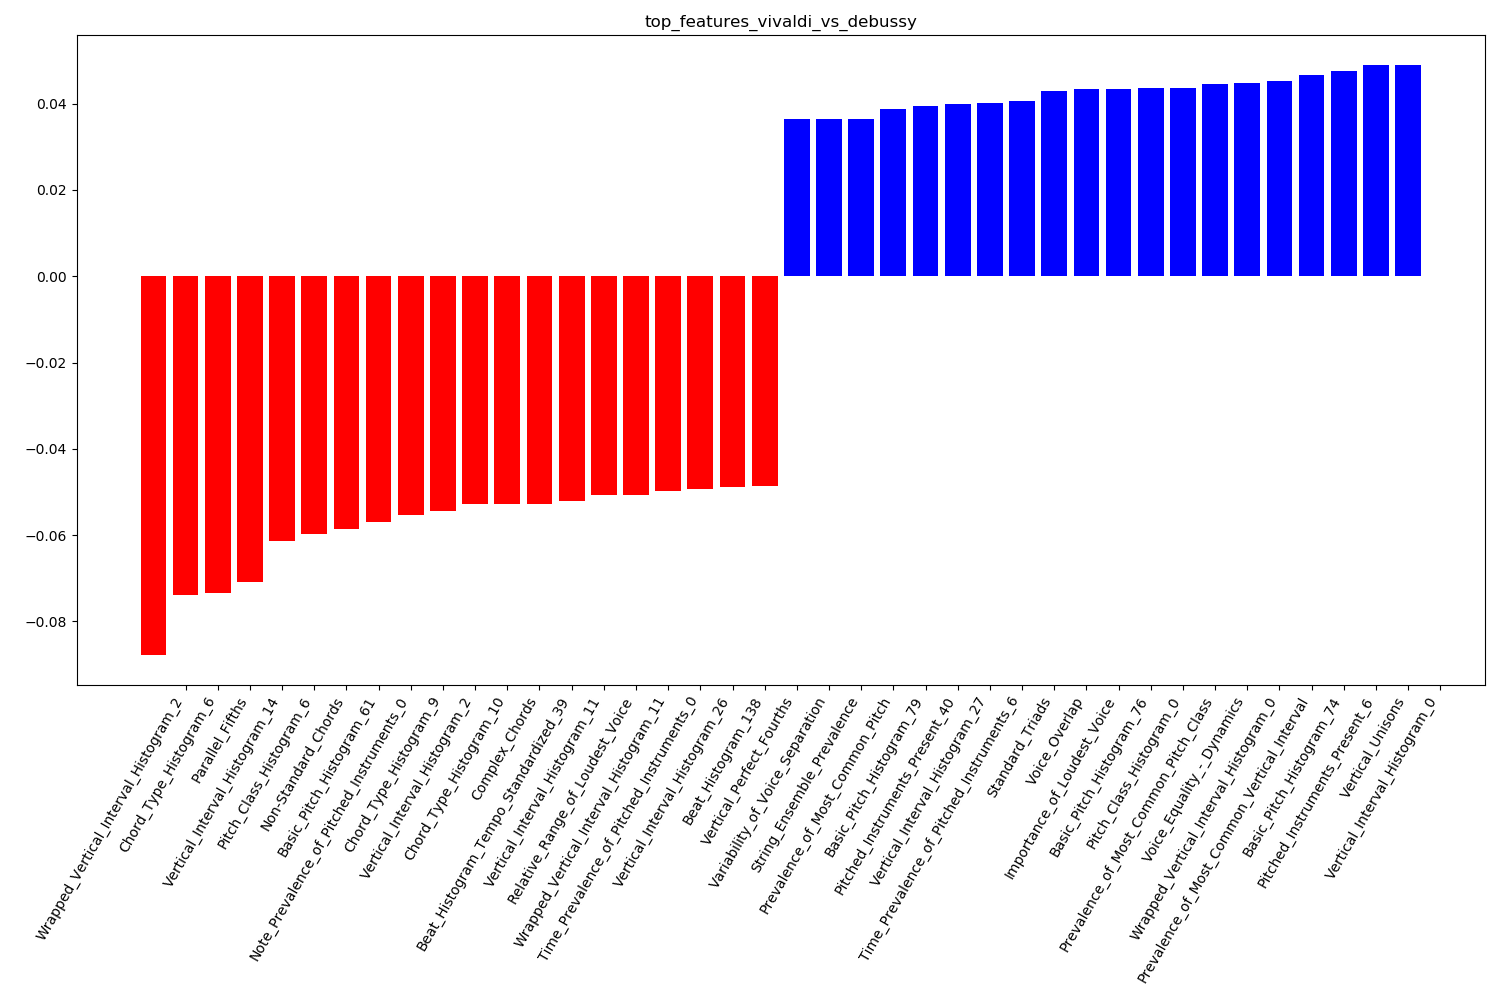 top_features_vivaldi_vs_debussy
0.04
0.02
0.00
−0.02
−0.04
−0.06
−0.08
Wrapped_Vertical_Interval_Histogram_2
Chord_Type_Histogram_6
Parallel_Fifths
Vertical_Interval_Histogram_14
Pitch_Class_Histogram_6
Non-Standard_Chords
Basic_Pitch_Histogram_61
Note_Prevalence_of_Pitched_Instruments_0
Chord_Type_Histogram_9
Vertical_Interval_Histogram_2
Chord_Type_Histogram_10
Complex_Chords
Beat_Histogram_Tempo_Standardized_39
Vertical_Interval_Histogram_11
Relative_Range_of_Loudest_Voice
Wrapped_Vertical_Interval_Histogram_11
Time_Prevalence_of_Pitched_Instruments_0
Vertical_Interval_Histogram_26
Beat_Histogram_138
Vertical_Perfect_Fourths
Variability_of_Voice_Separation
String_Ensemble_Prevalence
Prevalence_of_Most_Common_Pitch
Basic_Pitch_Histogram_79
Pitched_Instruments_Present_40
Vertical_Interval_Histogram_27
Time_Prevalence_of_Pitched_Instruments_6
Standard_Triads
Voice_Overlap
Importance_of_Loudest_Voice
Basic_Pitch_Histogram_76
Pitch_Class_Histogram_0
Prevalence_of_Most_Common_Pitch_Class
Voice_Equality_-_Dynamics
Wrapped_Vertical_Interval_Histogram_0
Prevalence_of_Most_Common_Vertical_Interval
Basic_Pitch_Histogram_74
Pitched_Instruments_Present_6
Vertical_Unisons
Vertical_Interval_Histogram_0